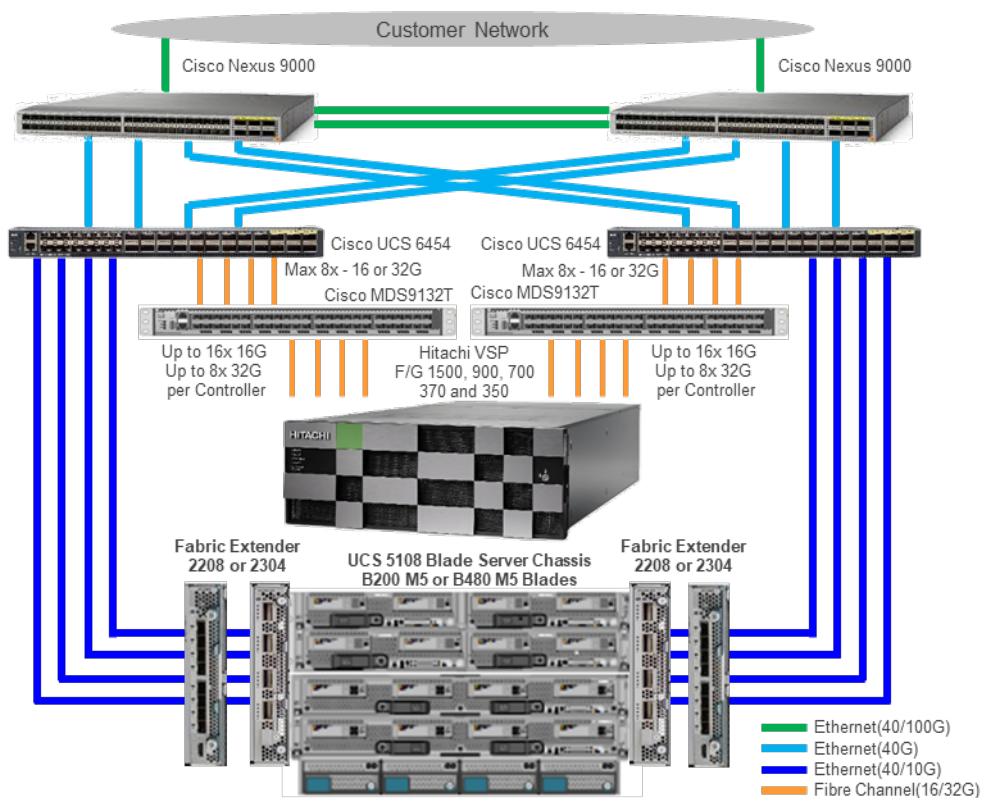 Customer Network
Cisco Nexus 9000
Cisco Nexus 9000
Cisco UCS 6454
Cisco UCS 6454
Max 8x - 16 or 32G
Max 8x - 16 or 32G
Cisco MDS9132T
Cisco MDS9132T
Up to 16x 16G
Up to 8x 32G
per Controller
Hitachi VSP
F/G 1500, 900, 700
370 and 350
Up to 16x 16G
Up to 8x 32G
per Controller
HITACHI
Fabric Extender
2208 or 2304
UCS 5108 Blade Server Chassis
B200 M5 or B480 M5 Blades
Fabric Extender
2208 or 2304
Ethernet(40/100G)
Ethernet(40G)
Ethernet(40/10G)
Fibre Channel(16/32G)